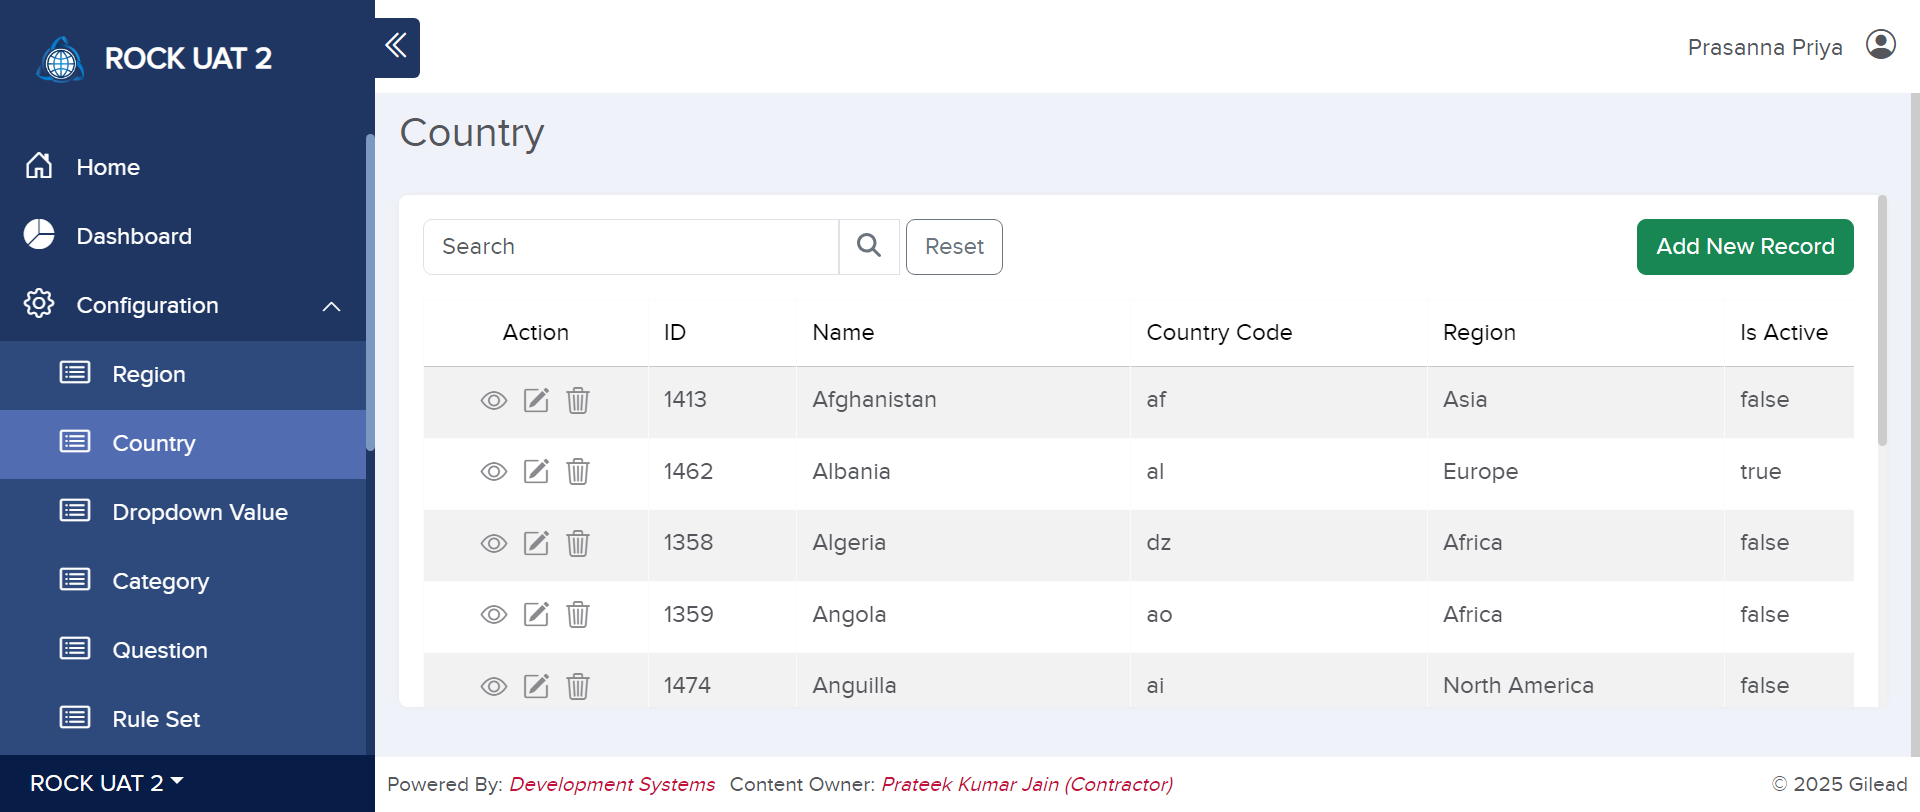 ROCK UAT 2
Prasanna Priya
Home
Dashboard
Configuration
Region
Country
Dropdown Value
Category
Question
Rule Set
ROCK UAT 2
Country
Search
Reset
Add New Record
Action ID Name Country Code Region Is Active
1413 Afghanistan af Asia false
1462 Albania al Europe true
1358 Algeria dz Africa false
1359 Angola ao Africa false
1474 Anguilla ai North America false
Powered By: Development Systems Content Owner: Prateek Kumar Jain (Contractor)
© 2025 Gilead